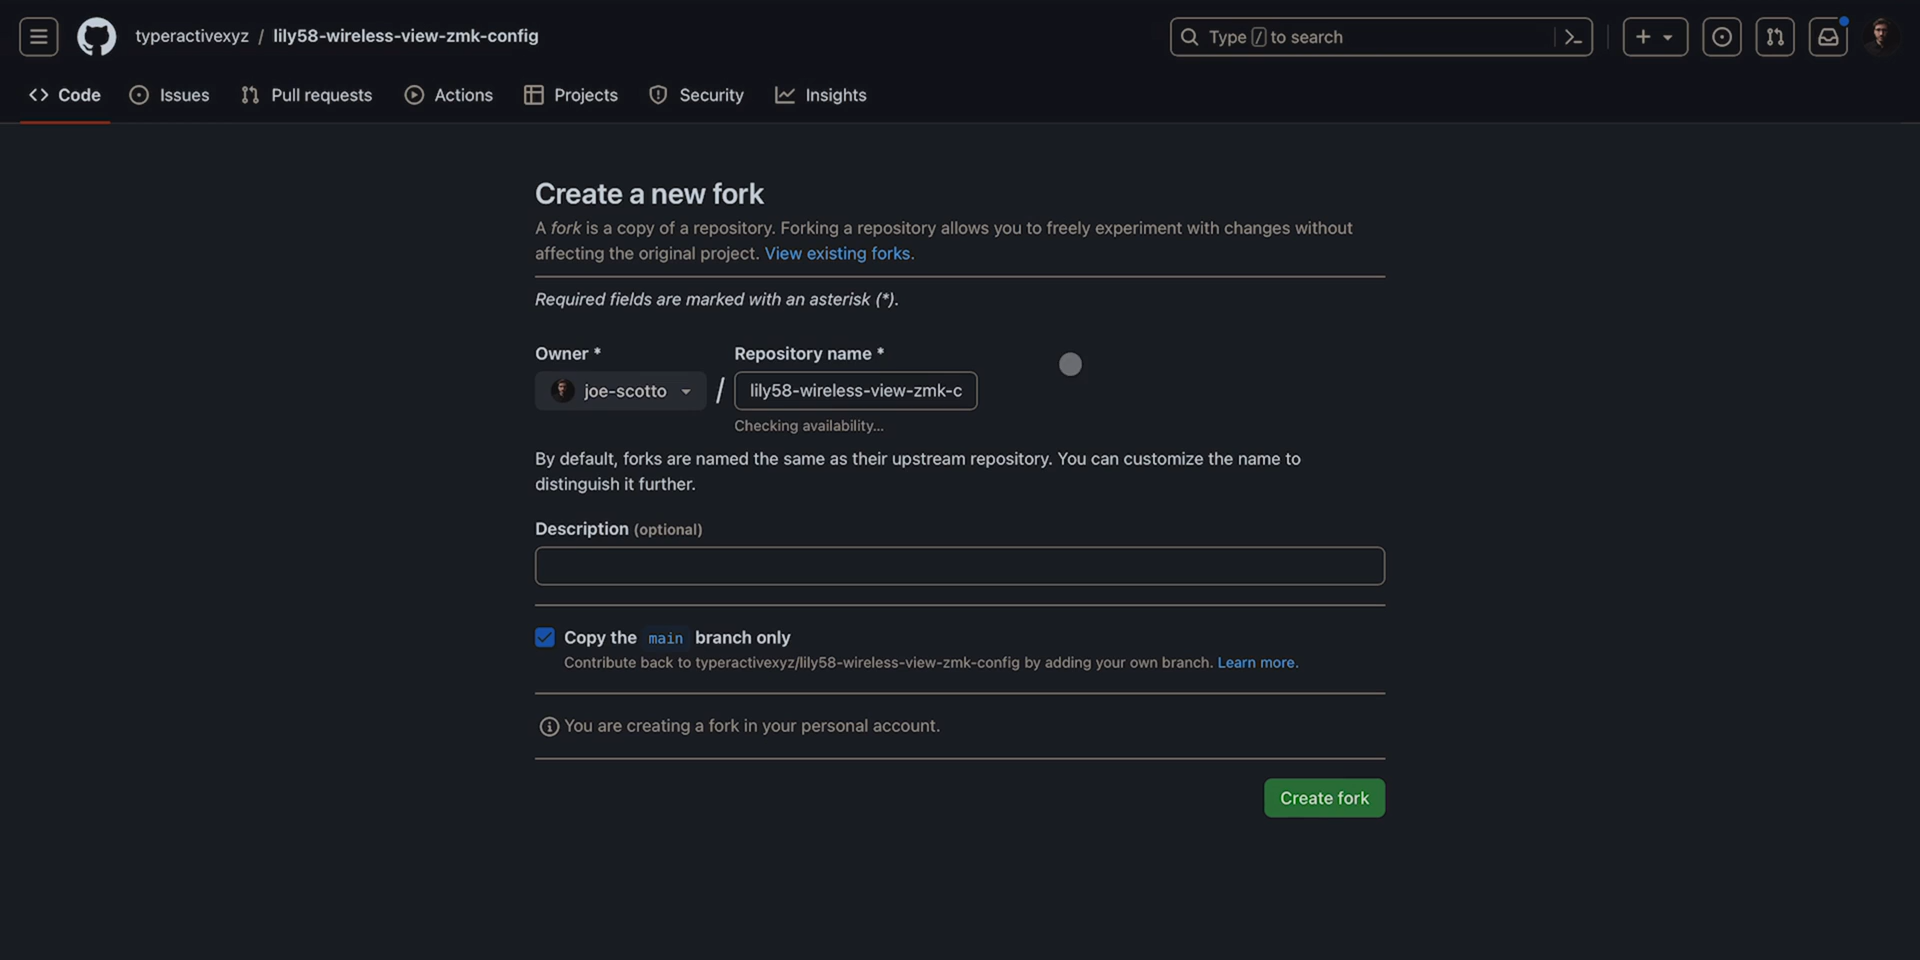 typeractivexyz / lily58-wireless-view-zmk-config
Type / to search
Code Issues Pull requests Actions Projects Security Insights
Create a new fork
A fork is a copy of a repository. Forking a repository allows you to freely experiment with changes without
affecting the original project. View existing forks.
Required fields are marked with an asterisk (*).
Owner * Repository name *
joe-scotto / lily58-wireless-view-zmk-c
Checking availability...
By default, forks are named the same as their upstream repository. You can customize the name to
distinguish it further.
Description (optional)
Copy the main branch only
Contribute back to typeractivexyz/lily58-wireless-view-zmk-config by adding your own branch. Learn more.
You are creating a fork in your personal account.
Create fork